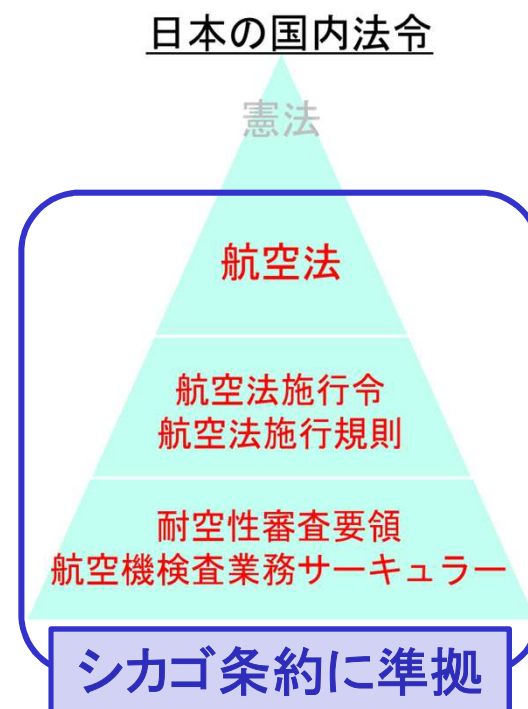 日本の国内法令
憲法
航空法
航空法施行令
航空法施行規則
耐空性審査要領
航空機検査業務サーキュラー
シカゴ条約に準拠